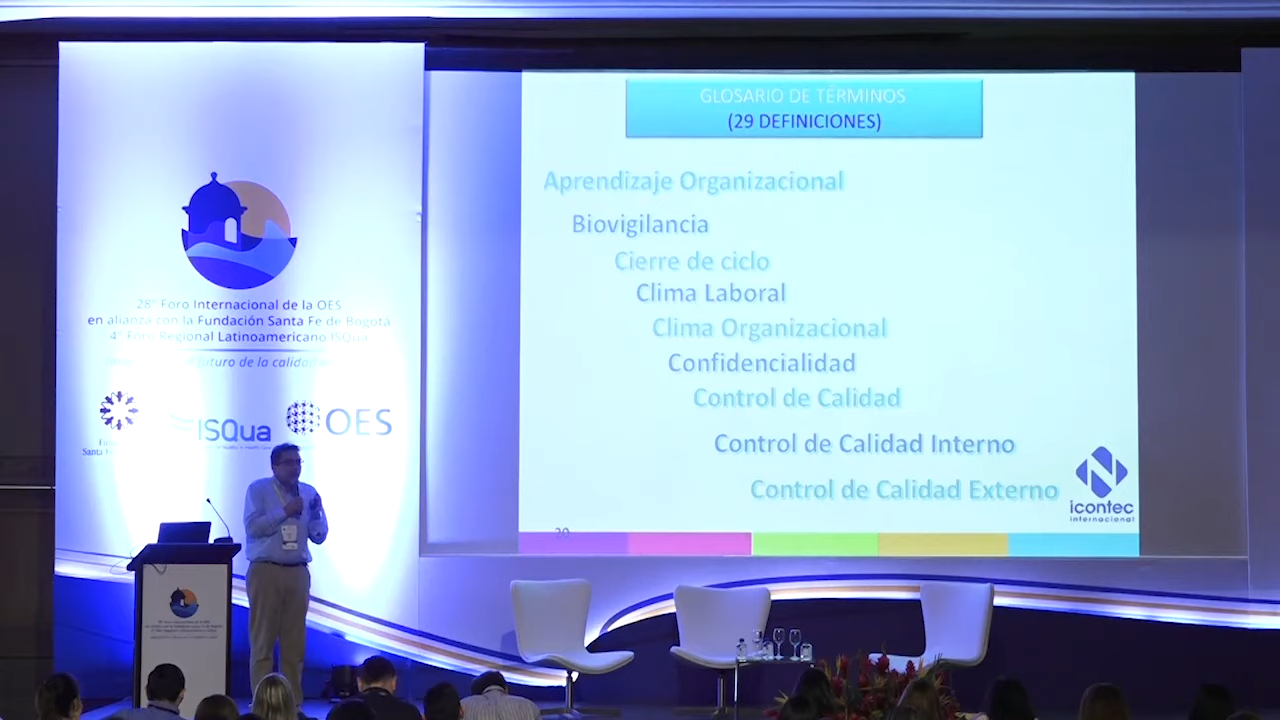 GLOSARIO DE TÉRMINOS
(29 DEFINICIONES)
Aprendizaje Organizacional
Biovigilancia
Cierre de ciclo
Clima Laboral
Clima Organizacional
Confidencialidad
Control de Calidad
Control de Calidad Interno
Control de Calidad Externo
icontec
internacional
20
28° Foro Internacional de la OES
en alianza con la Fundación Santa Fe de Bogotá
4° Foro Regional Latinoamericano ISQua
futuro de la calidad
ISQua
OES
Santa